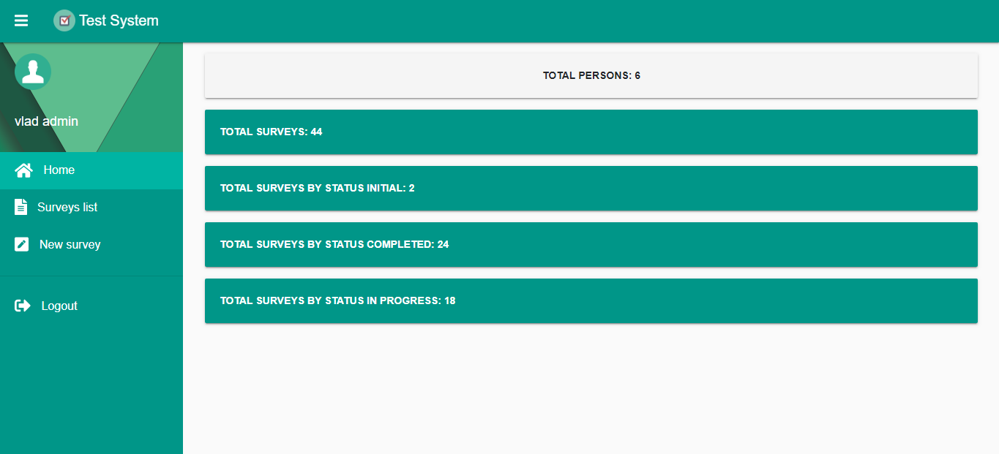 Test System
vlad admin
Home
Surveys list
New survey
Logout
TOTAL PERSONS: 6
TOTAL SURVEYS: 44
TOTAL SURVEYS BY STATUS INITIAL: 2
TOTAL SURVEYS BY STATUS COMPLETED: 24
TOTAL SURVEYS BY STATUS IN PROGRESS: 18